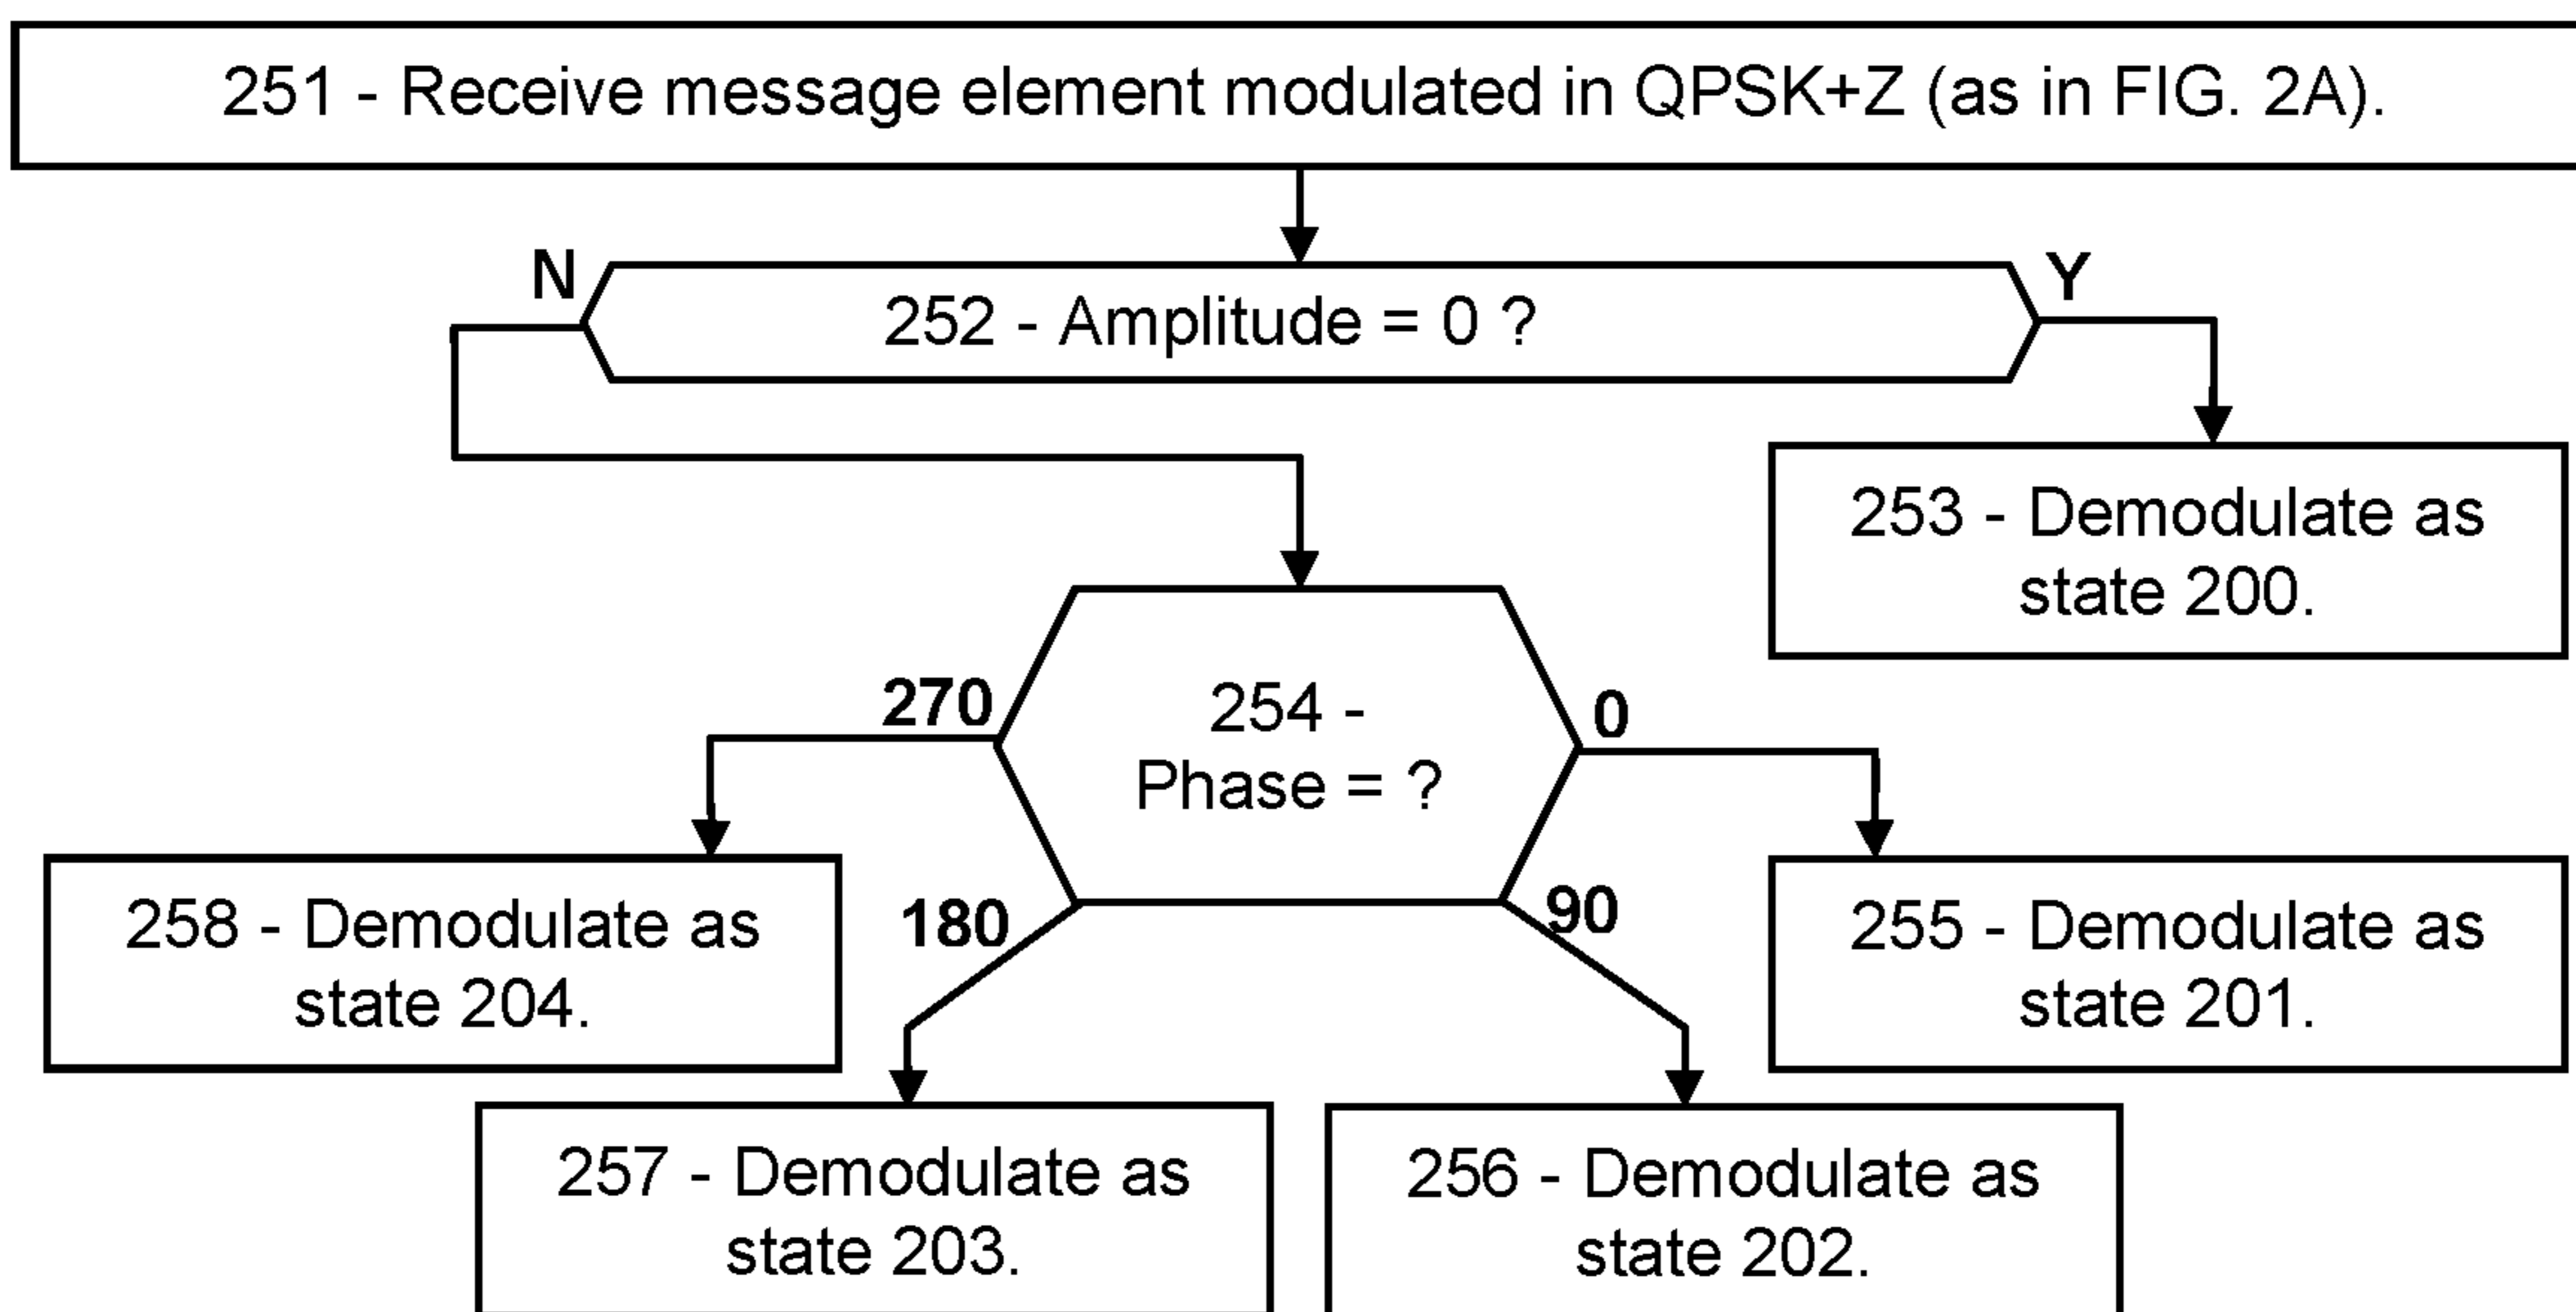 251 - Receive message element modulated in QPSK+Z (as in FIG. 2A).
N
Y
252 - Amplitude = 0 ?
253 - Demodulate as
state 200.
270
254 -
Phase = ?
0
180
90
258 - Demodulate as
state 204.
255 - Demodulate as
state 201.
257 - Demodulate as
state 203.
256 - Demodulate as
state 202.